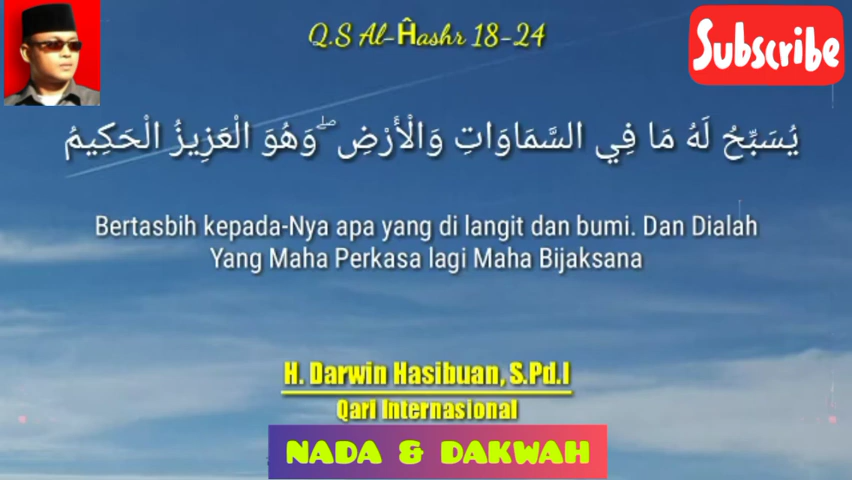 Q.S Al-Ĥashr 18-24
Subscribe
يُسَبِّحُ لَهُ مَا فِي السَّمَاوَاتِ وَالْأَرْضِ ۖ وَهُوَ الْعَزِيزُ الْحَكِيمُ
Bertasbih kepada-Nya apa yang di langit dan bumi. Dan Dialah
Yang Maha Perkasa lagi Maha Bijaksana
H. Darwin Hasibuan, S.Pd.I
Qari Internasional
NADA & DAKWAH